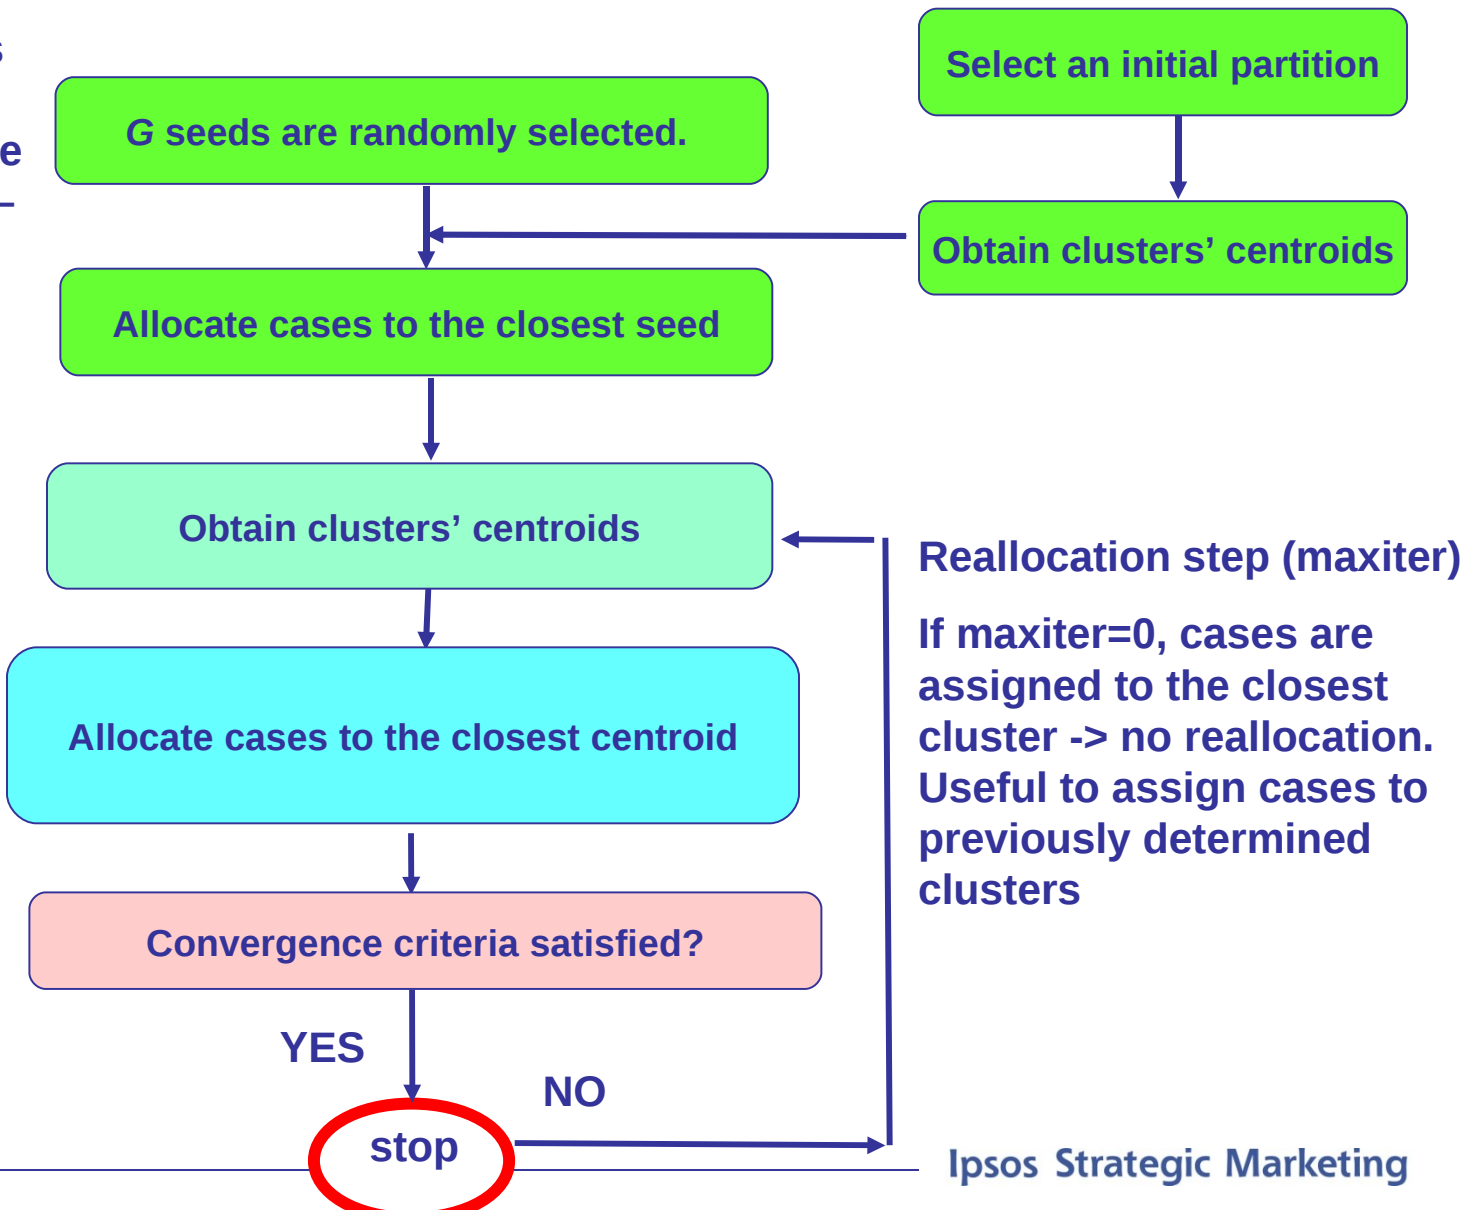 s
e
–
Select an initial partition
G seeds are randomly selected.
Obtain clusters’ centroids
Allocate cases to the closest seed
Obtain clusters’ centroids
Reallocation step (maxiter)
If maxiter=0, cases are
assigned to the closest
cluster -> no reallocation.
Useful to assign cases to
previously determined
clusters
Allocate cases to the closest centroid
Convergence criteria satisfied?
YES
NO
stop
Ipsos Strategic Marketing